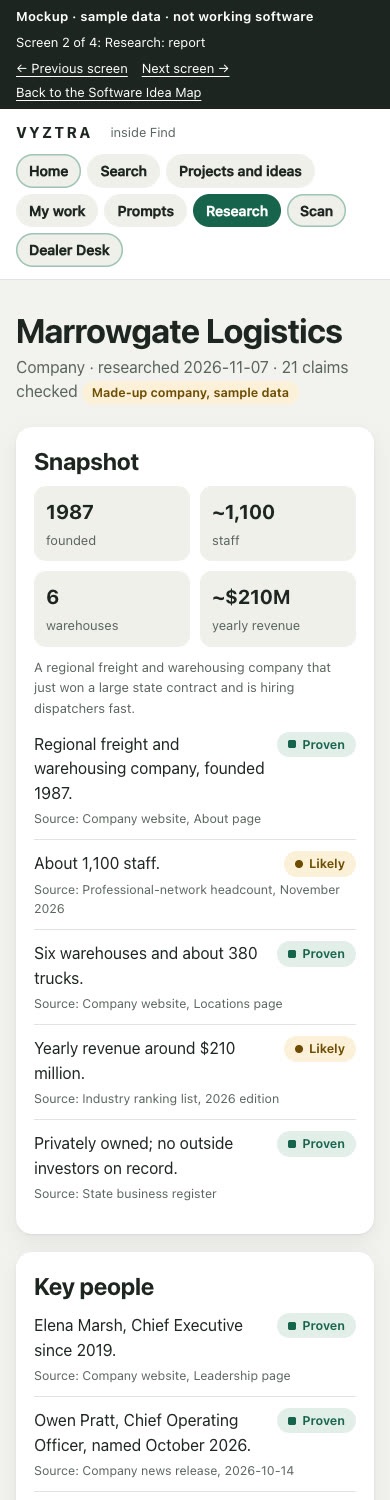 Mockup · sample data · not working software
Screen 2 of 4: Research: report
← Previous screen Next screen →
Back to the Software Idea Map
VYZTRA inside Find
Home Search Projects and ideas
My work Prompts Research Scan
Dealer Desk
Marrowgate Logistics
Company · researched 2026-11-07 · 21 claims
checked Made-up company, sample data
Snapshot
1987 ~1,100
founded staff
6 ~$210M
warehouses yearly revenue
A regional freight and warehousing company that
just won a large state contract and is hiring
dispatchers fast.
Regional freight and Proven
warehousing company, founded
1987.
Source: Company website, About page
About 1,100 staff. Likely
Source: Professional-network headcount, November
2026
Six warehouses and about 380 Proven
trucks.
Source: Company website, Locations page
Yearly revenue around $210 Likely
million.
Source: Industry ranking list, 2026 edition
Privately owned; no outside Proven
investors on record.
Source: State business register
Key people
Elena Marsh, Chief Executive Proven
since 2019.
Source: Company website, Leadership page
Owen Pratt, Chief Operating Proven
Officer, named October 2026.
Source: Company news release, 2026-10-14